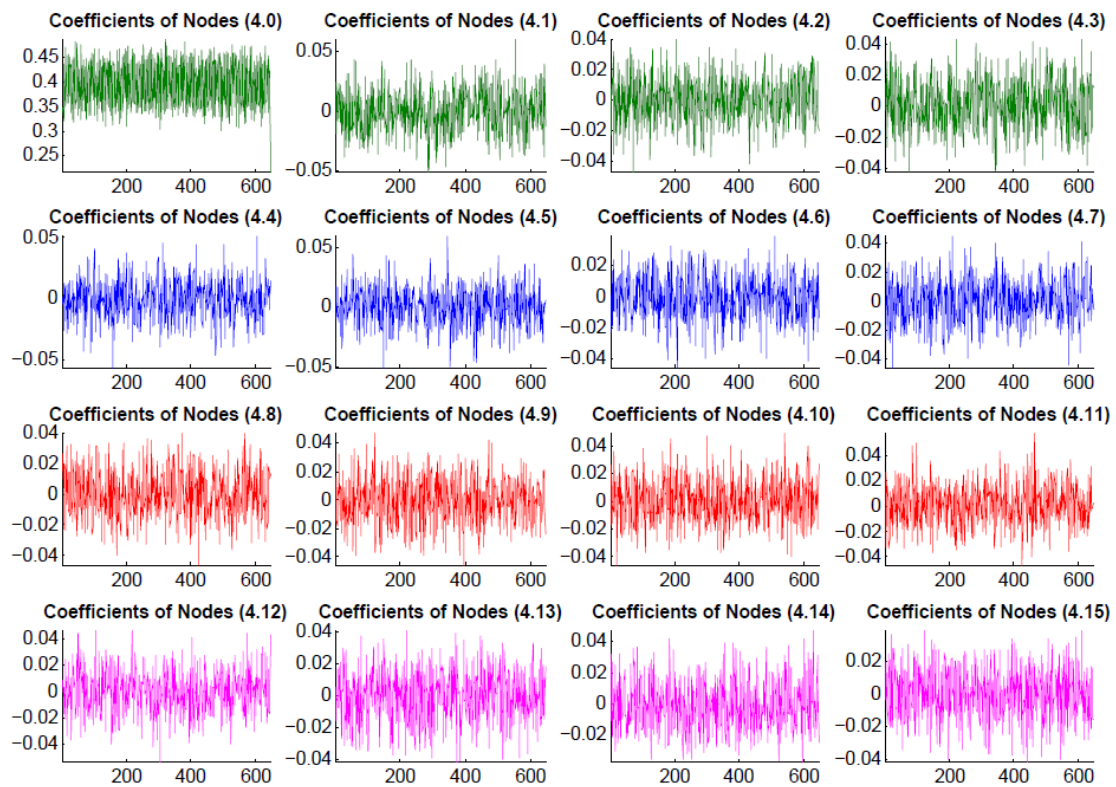 Coefficients of Nodes (4.0) Coefficients of Nodes (4.1) Coefficients of Nodes (4.2) Coefficients of Nodes (4.3)
0.45 0.05 0.04 0.04
0.4 0.02 0.02
0.35 0 0 0
0.3 −0.02 −0.02
0.25 −0.05 −0.04 −0.04
200 400 600 200 400 600 200 400 600 200 400 600
Coefficients of Nodes (4.4) Coefficients of Nodes (4.5) Coefficients of Nodes (4.6) Coefficients of Nodes (4.7)
0.05 0.05 0.02 0.04
0.02
0 0 0 0
−0.02 −0.02
−0.05 −0.05 −0.04 −0.04
200 400 600 200 400 600 200 400 600 200 400 600
Coefficients of Nodes (4.8) Coefficients of Nodes (4.9) Coefficients of Nodes (4.10) Coefficients of Nodes (4.11)
0.04 0.04 0.04 0.04
0.02 0.02 0.02 0.02
0 0 0 0
−0.02 −0.02 −0.02 −0.02
−0.04 −0.04 −0.04 −0.04
200 400 600 200 400 600 200 400 600 200 400 600
Coefficients of Nodes (4.12) Coefficients of Nodes (4.13) Coefficients of Nodes (4.14) Coefficients of Nodes (4.15)
0.04 0.04 0.04
0.02 0.02 0.02 0.02
0 0 0 0
−0.02 −0.02 −0.02 −0.02
−0.04 −0.04 −0.04
200 400 600 200 400 600 200 400 600 200 400 600